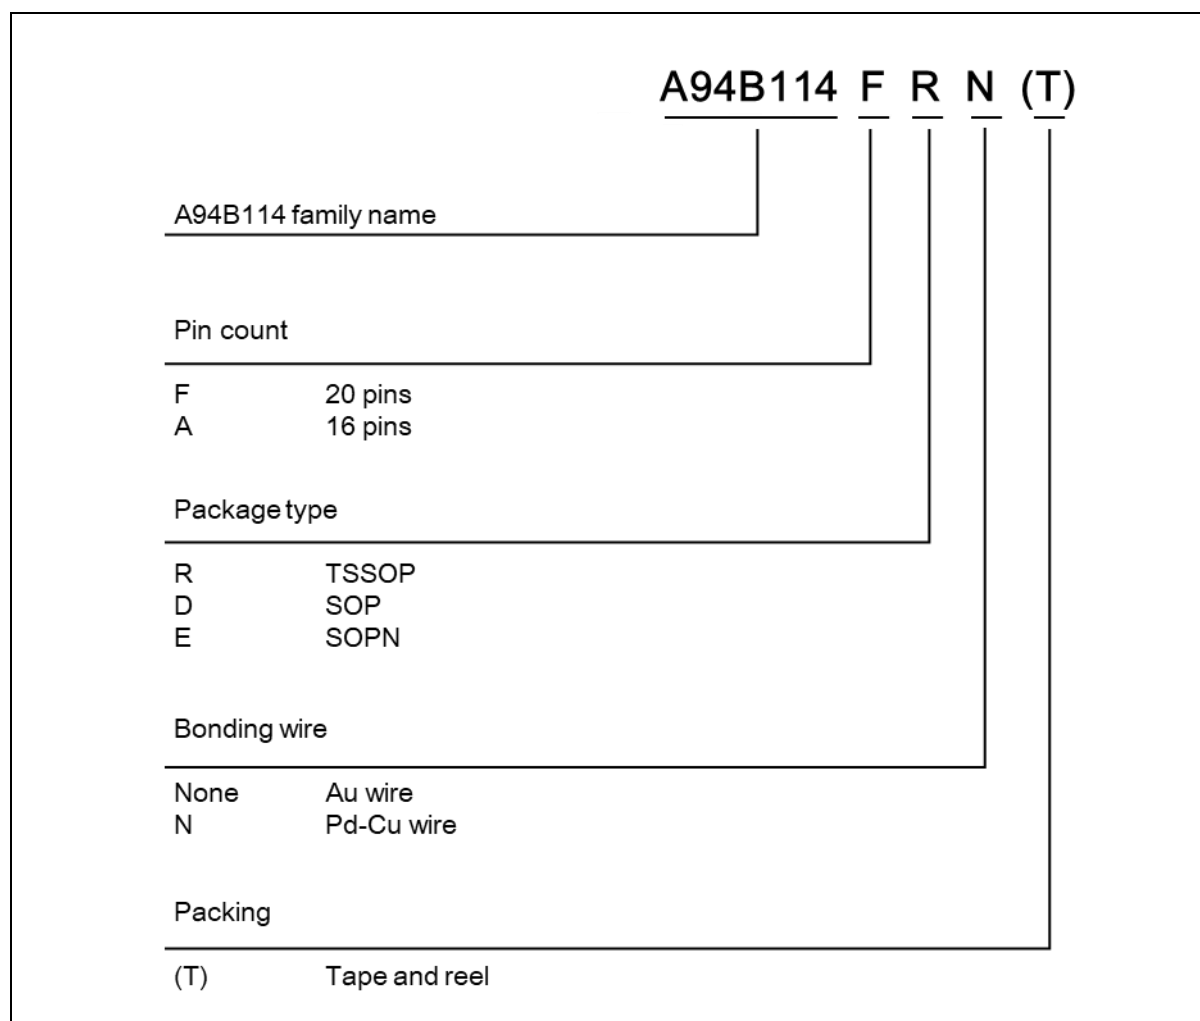 A94B114 F R N (T)
A94B114 family name
Pin count
F 20 pins
A 16 pins
Package type
R TSSOP
D SOP
E SOPN
Bonding wire
None Au wire
N Pd-Cu wire
Packing
(T) Tape and reel